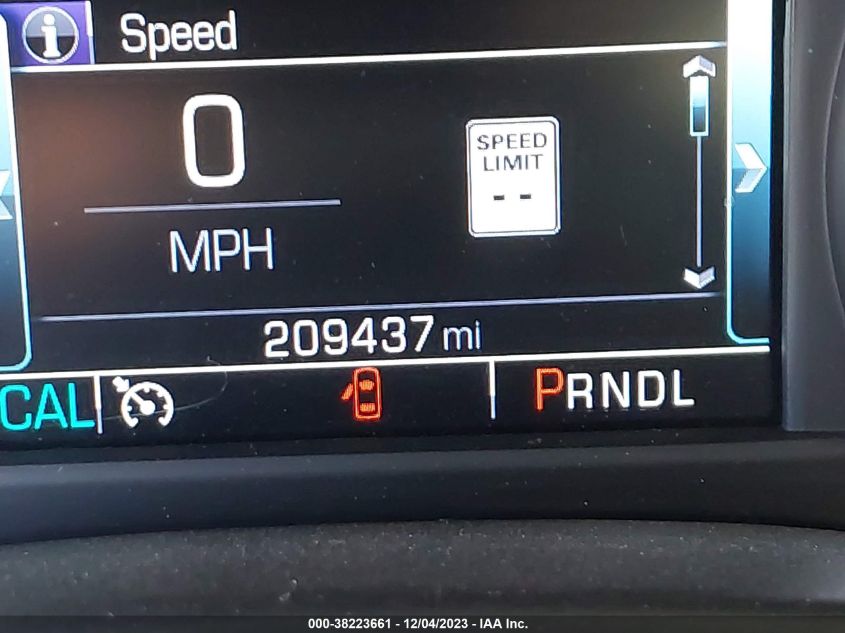 Speed
0
MPH
SPEED
LIMIT
--
209437 mi
CAL
PRNDL
000-38223661 - 12/04/2023 - IAA Inc.